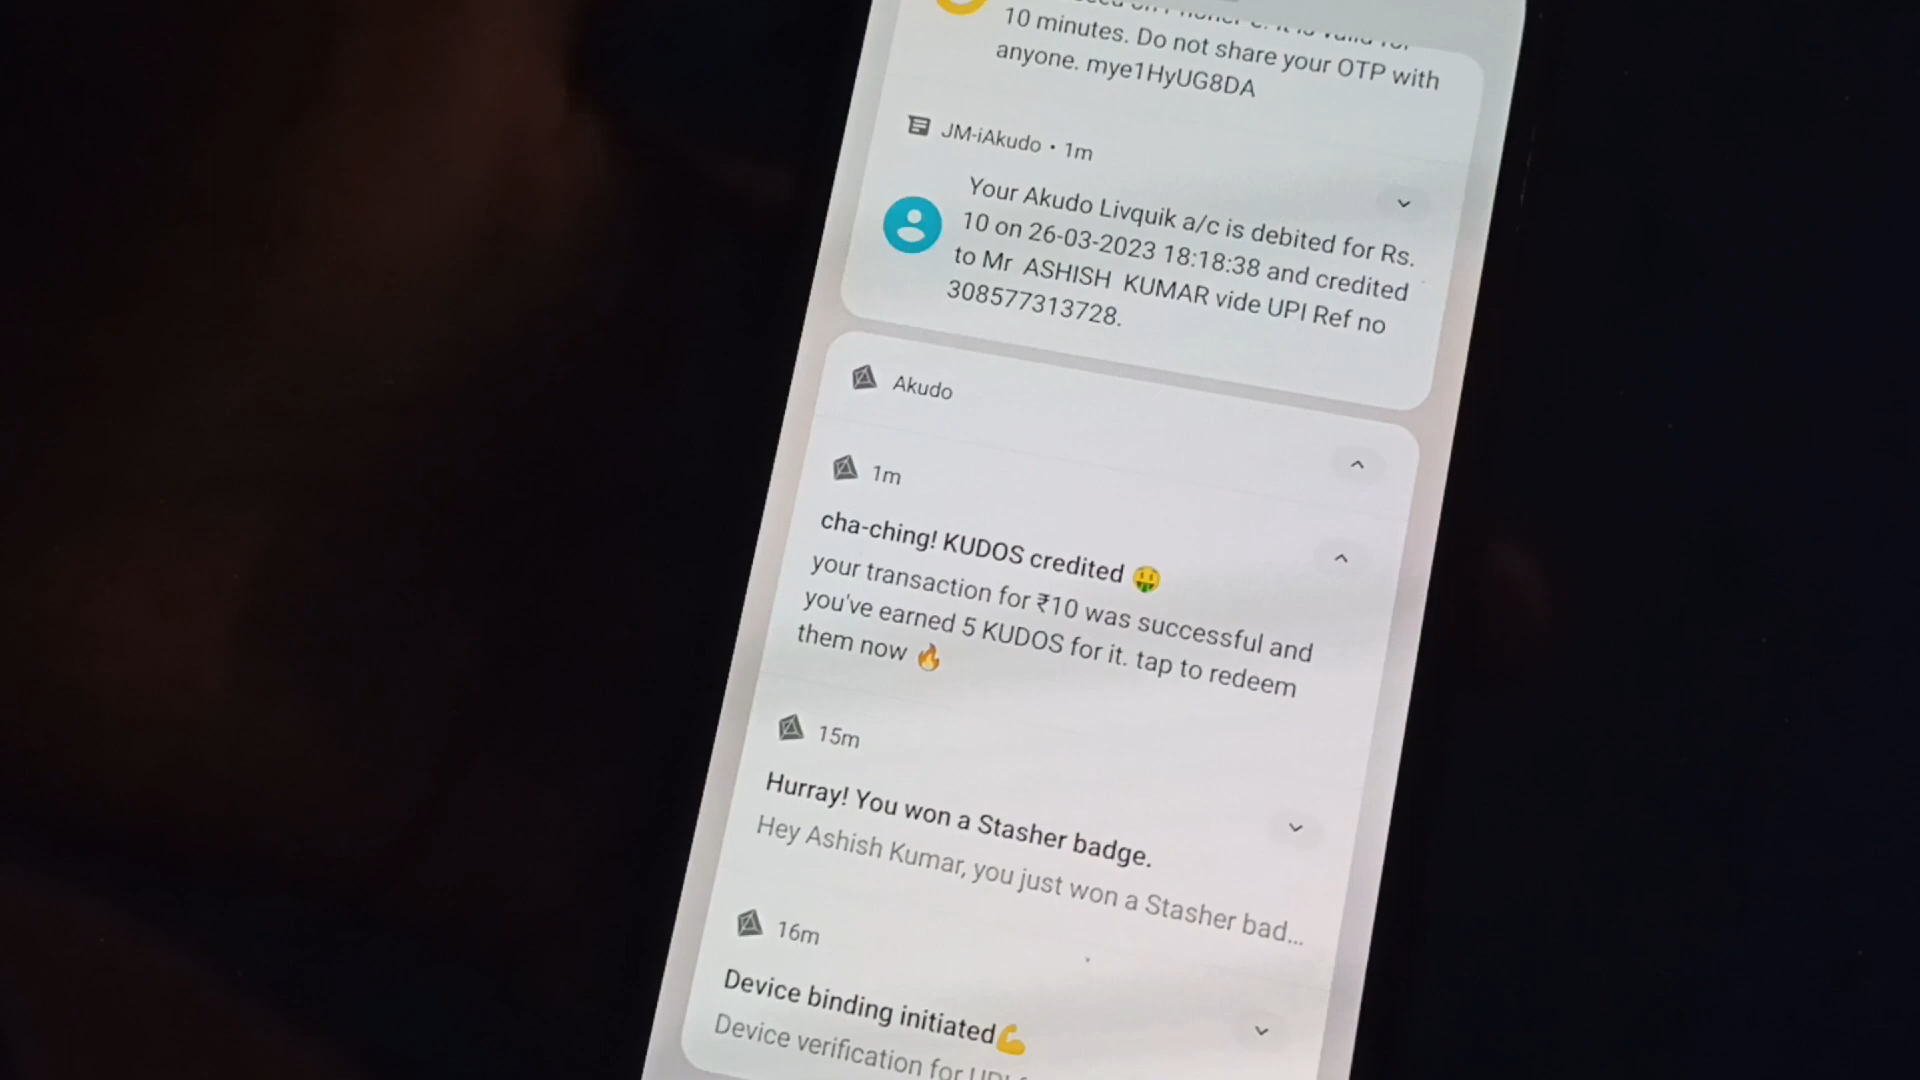 10 minutes. Do not share your OTP with
anyone. mye1HyUG8DA
JM-iAkudo • 1m
Your Akudo Livquik a/c is debited for Rs.
10 on 26-03-2023 18:18:38 and credited
to Mr ASHISH KUMAR vide UPI Ref no
308577313728.
Akudo
1m
cha-ching! KUDOS credited 🤑
your transaction for ₹10 was successful and
you've earned 5 KUDOS for it. tap to redeem
them now 🔥
15m
Hurray! You won a Stasher badge.
Hey Ashish Kumar, you just won a Stasher bad...
16m
Device binding initiated💪
Device verification for UPI